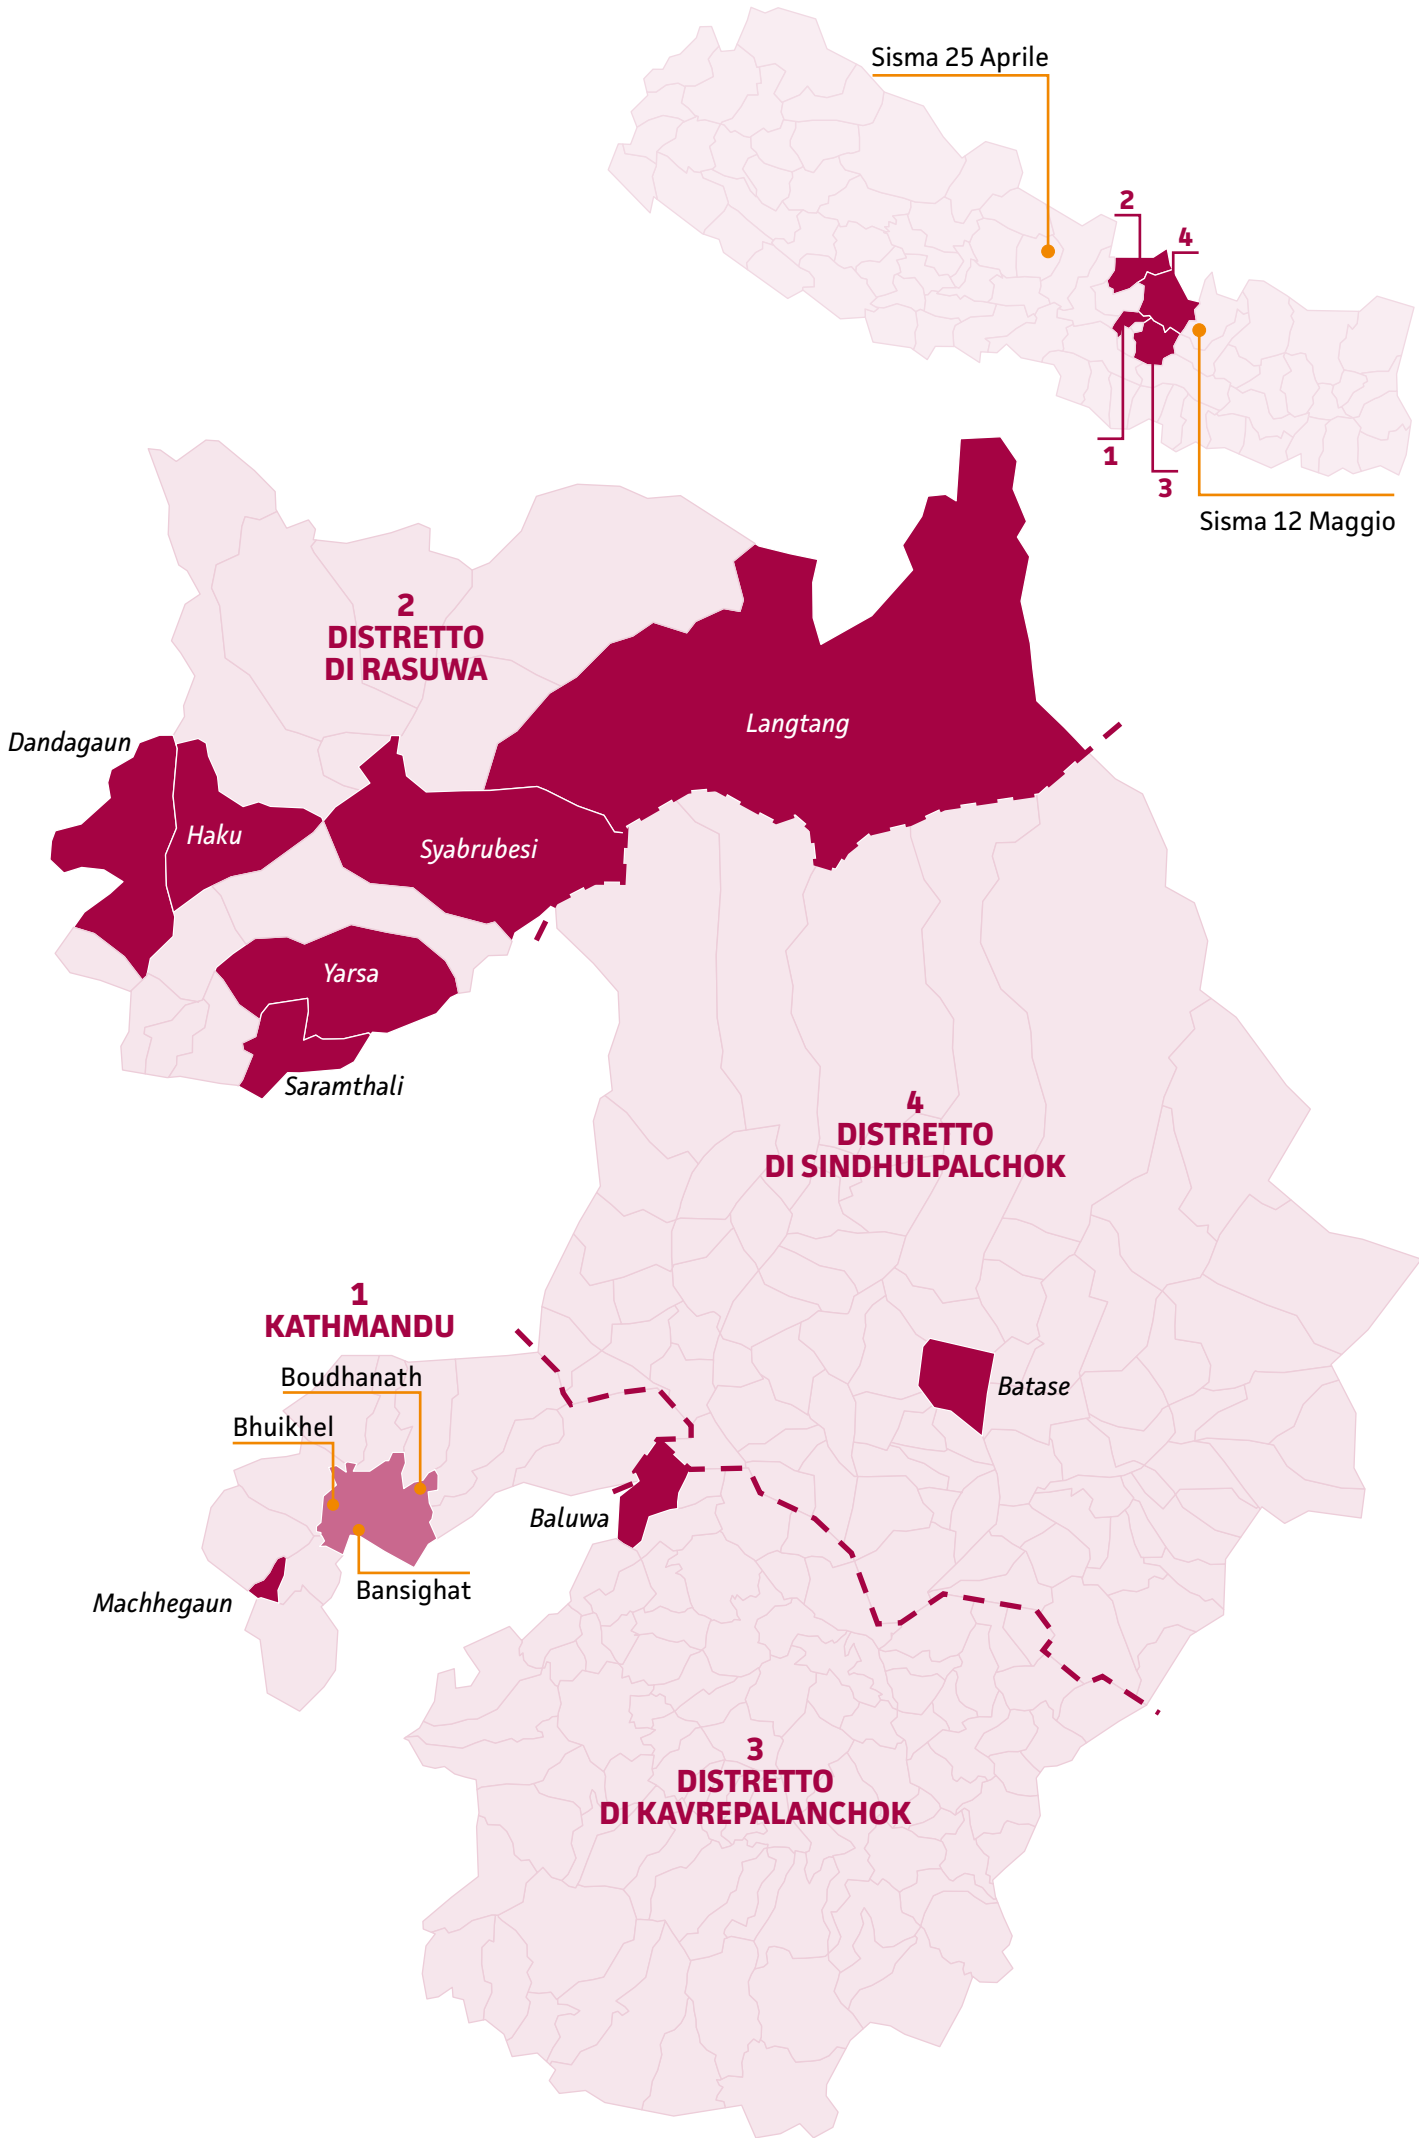 Sisma 25 Aprile
2
4
1
3
Sisma 12 Maggio
2
DISTRETTO
DI RASUWA
Langtang
Dandagaun
Haku
Syabrubesi
Yarsa
Saramthali
4
DISTRETTO
DI SINDHULPALCHOK
1
KATHMANDU
Boudhanath
Bhuikhel
Batase
Baluwa
Bansighat
Machhegaun
3
DISTRETTO
DI KAVREPALANCHOK